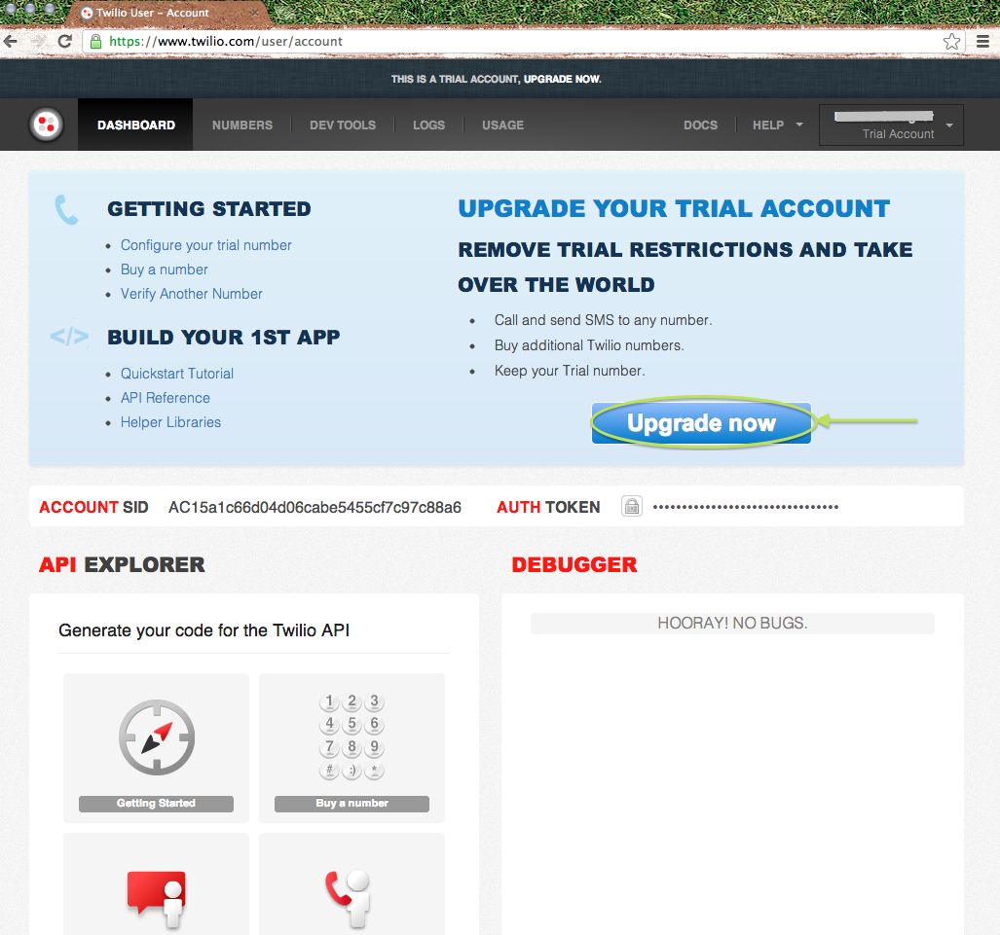 Twilio User – Account
https://www.twilio.com/user/account
THIS IS A TRIAL ACCOUNT, UPGRADE NOW.
DASHBOARD
NUMBERS
DEV TOOLS
LOGS
USAGE
DOCS
HELP
Trial Account
GETTING STARTED
Configure your trial number
Buy a number
Verify Another Number
</> BUILD YOUR 1ST APP
Quickstart Tutorial
API Reference
Helper Libraries
UPGRADE YOUR TRIAL ACCOUNT
REMOVE TRIAL RESTRICTIONS AND TAKE
OVER THE WORLD
Call and send SMS to any number.
Buy additional Twilio numbers.
Keep your Trial number.
Upgrade now
ACCOUNT SID AC15a1c66d04d06cabe5455cf7c97c88a6
AUTH TOKEN ••••••••••••••••••••••••••••••••
API EXPLORER
Generate your code for the Twilio API
Getting Started
1 2 3
4 5 6
7 8 9
# :) *
Buy a number
DEBUGGER
HOORAY! NO BUGS.